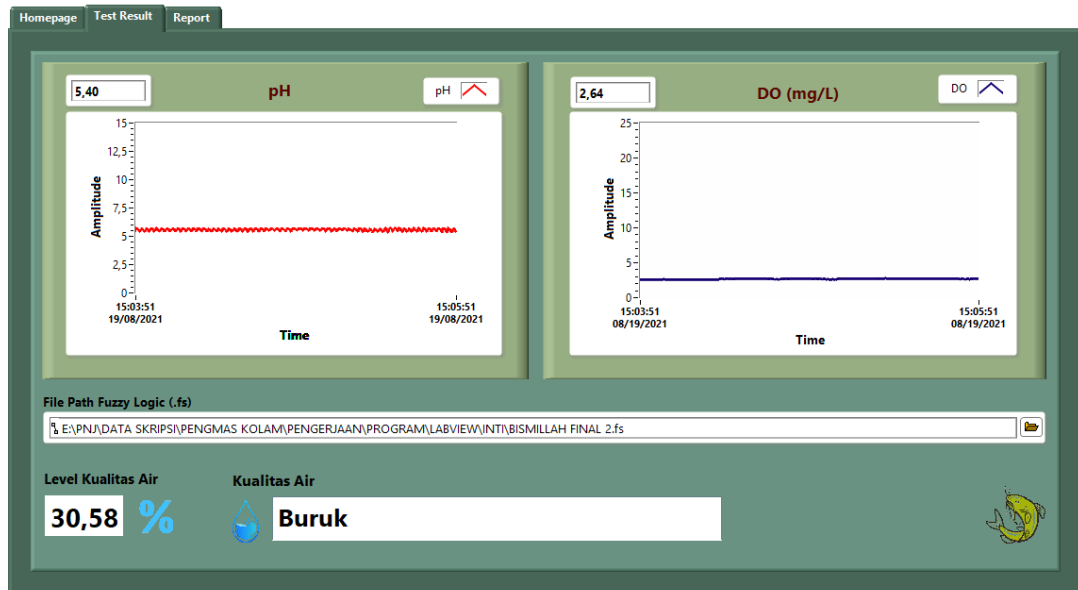 Homepage
Test Result
Report
5,40
pH
pH
15
12,5
10
7,5
5
2,5
0
Amplitude
15:03:51
19/08/2021
15:05:51
19/08/2021
Time
2,64
DO (mg/L)
DO
25
20
15
10
5
0
Amplitude
15:03:51
08/19/2021
15:05:51
08/19/2021
Time
File Path Fuzzy Logic (.fs)
E:\PNJ\DATA SKRIPSI\PENGMAS KOLAM\PENGERJAAN\PROGRAM\LABVIEW\INTI\BISMILLAH FINAL 2.fs
Level Kualitas Air
30,58 %
Kualitas Air
Buruk